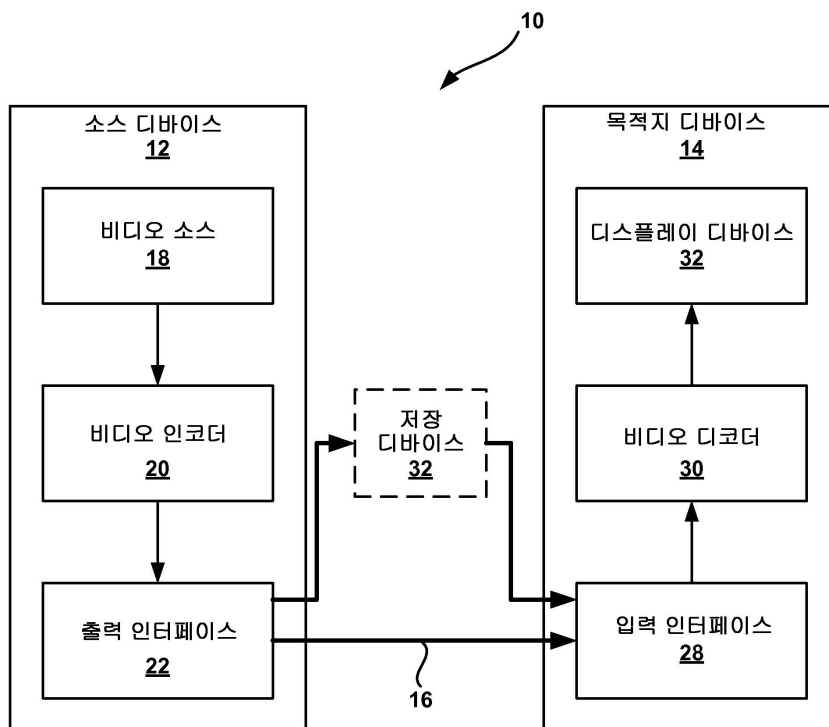 10
소스 디바이스
12
비디오 소스
18
비디오 인코더
20
출력 인터페이스
22
저장
디바이스
32
16
목적지 디바이스
14
디스플레이 디바이스
32
비디오 디코더
30
입력 인터페이스
28